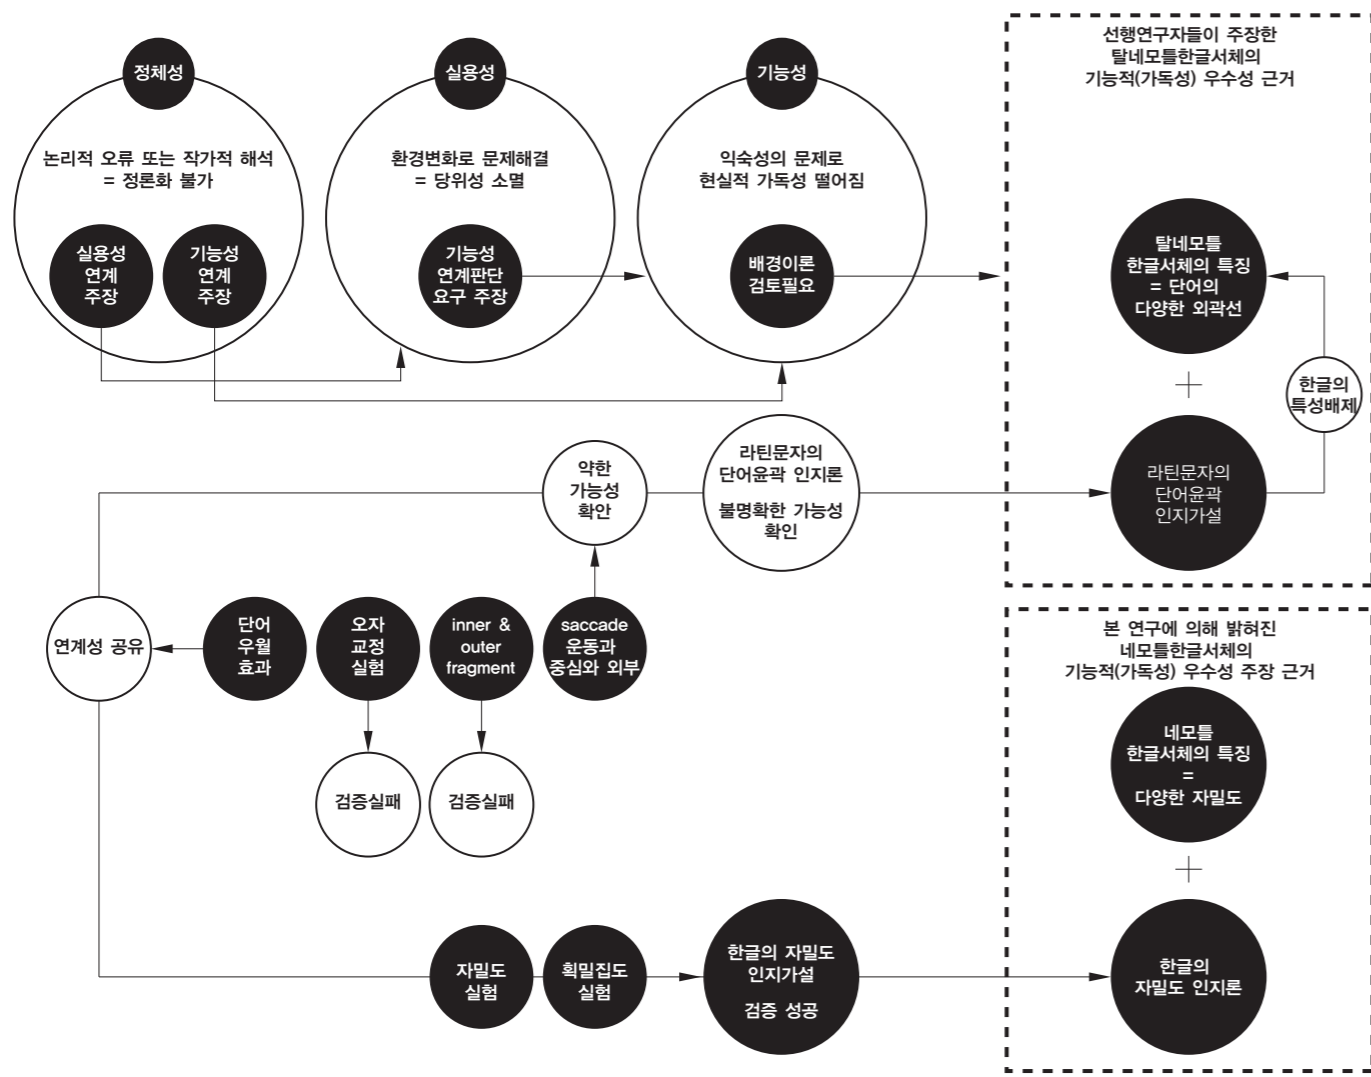 정체성
논리적 오류 또는 작가적 해석
= 정론화 불가
실용성
연계
주장
기능성
연계
주장
실용성
환경변화로 문제해결
= 당위성 소멸
기능성
연계판단
요구 주장
기능성
익숙성의 문제로
현실적 가독성 떨어짐
배경이론
검토필요
선행연구자들이 주장한
탈네모틀한글서체의
기능적(가독성) 우수성 근거
탈네모틀
한글서체의 특징
= 단어의
다양한 외곽선
한글의
특성배제
라틴문자의
단어윤곽
인지가설
약한
가능성
확인
라틴문자의
단어윤곽 인지론
불명확한 가능성
확인
연계성 공유
단어
우월
효과
오자
교정
실험
inner &
outer
fragment
saccade
운동과
중심와 외부
검증실패
검증실패
본 연구에 의해 밝혀진
네모틀한글서체의
기능적(가독성) 우수성 주장 근거
네모틀
한글서체의 특징
=
다양한 자밀도
자밀도
실험
획밀집도
실험
한글의 자밀도
인지가설
검증 성공
한글의
자밀도 인지론